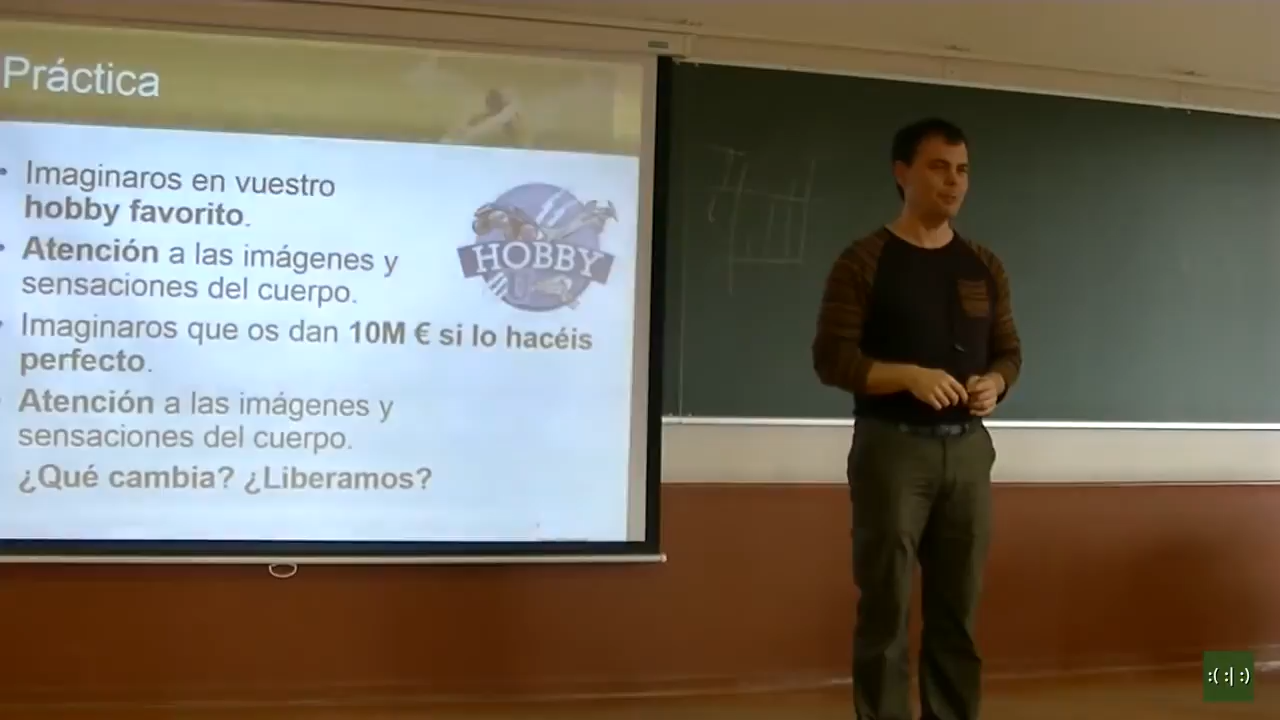 Práctica
• Imaginaros en vuestro
hobby favorito.
• Atención a las imágenes y
sensaciones del cuerpo.
HOBBY
• Imaginaros que os dan 10M € si lo hacéis
perfecto.
• Atención a las imágenes y
sensaciones del cuerpo.
¿Qué cambia? ¿Liberamos?
:( :| :)